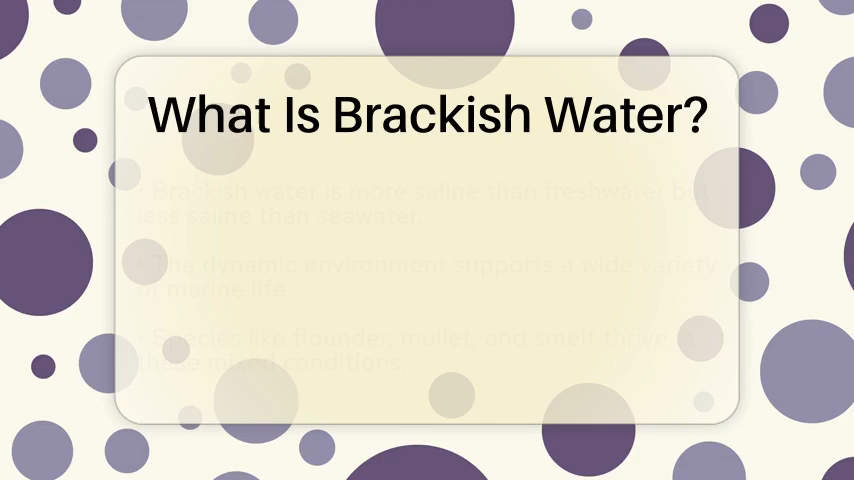 What Is Brackish Water?
• Brackish water is more saline than freshwater but
less saline than seawater.
• The dynamic environment supports a wide variety
of marine life.
• Species like flounder, mullet, and smelt thrive in
these mixed conditions.